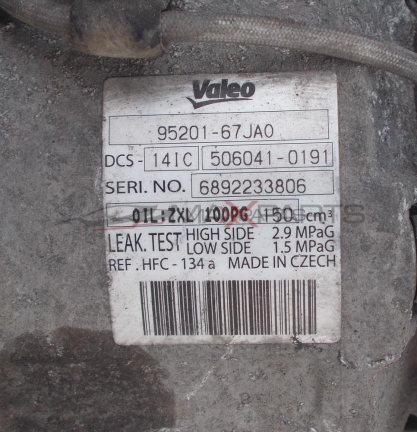 Valeo
95201-67JA0
DCS- 14IC 506041-0191
SERI. NO. 6892233806
OIL:ZXL 100PG 150 cm³
LEAK. TEST HIGH SIDE 2.9 MPaG
LOW SIDE 1.5 MPaG
REF. HFC - 134a MADE IN CZECH